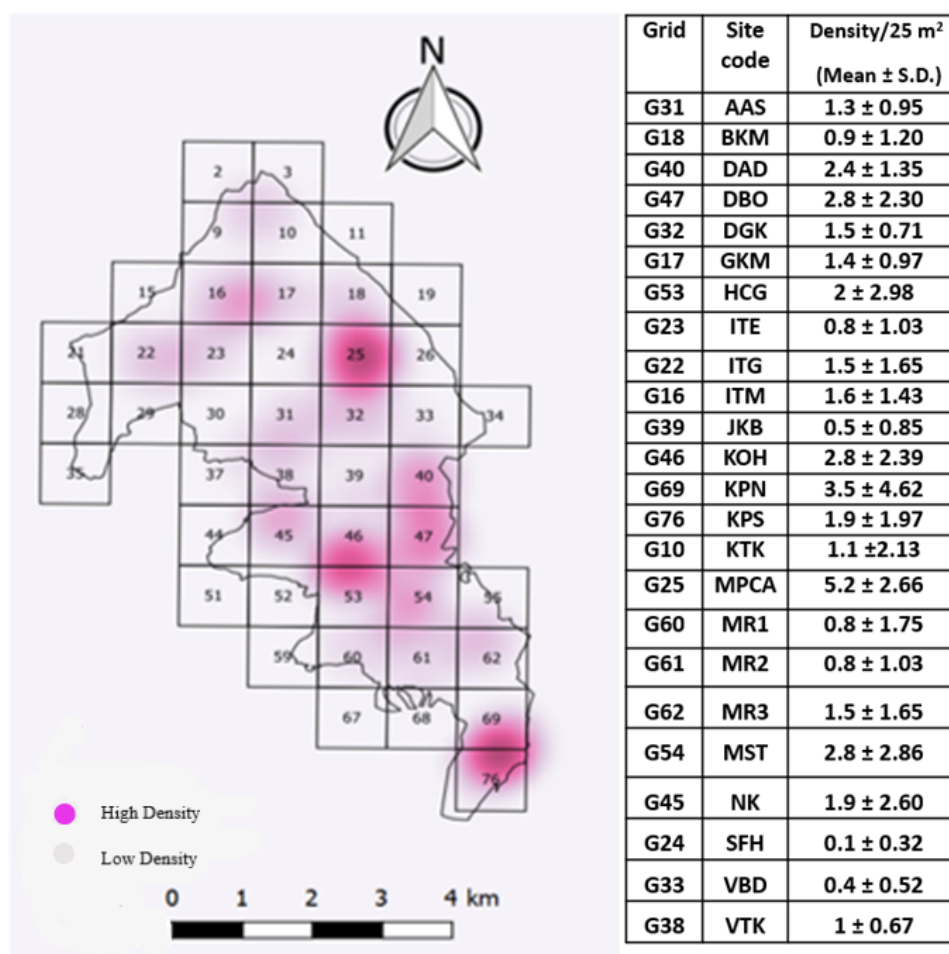 N
2 3
9 10 11
15 16 17 18 19
21 22 23 24 25 26
28 29 30 31 32 33 34
35 37 38 39 40
44 45 46 47
51 52 53 54 55
59 60 61 62
67 68 69
76
High Density
Low Density
0 1 2 3 4 km
Grid Site code Density/25 m² (Mean ± S.D.)
G31 AAS 1.3 ± 0.95
G18 BKM 0.9 ± 1.20
G40 DAD 2.4 ± 1.35
G47 DBO 2.8 ± 2.30
G32 DGK 1.5 ± 0.71
G17 GKM 1.4 ± 0.97
G53 HCG 2 ± 2.98
G23 ITE 0.8 ± 1.03
G22 ITG 1.5 ± 1.65
G16 ITM 1.6 ± 1.43
G39 JKB 0.5 ± 0.85
G46 KOH 2.8 ± 2.39
G69 KPN 3.5 ± 4.62
G76 KPS 1.9 ± 1.97
G10 KTK 1.1 ±2.13
G25 MPCA 5.2 ± 2.66
G60 MR1 0.8 ± 1.75
G61 MR2 0.8 ± 1.03
G62 MR3 1.5 ± 1.65
G54 MST 2.8 ± 2.86
G45 NK 1.9 ± 2.60
G24 SFH 0.1 ± 0.32
G33 VBD 0.4 ± 0.52
G38 VTK 1 ± 0.67